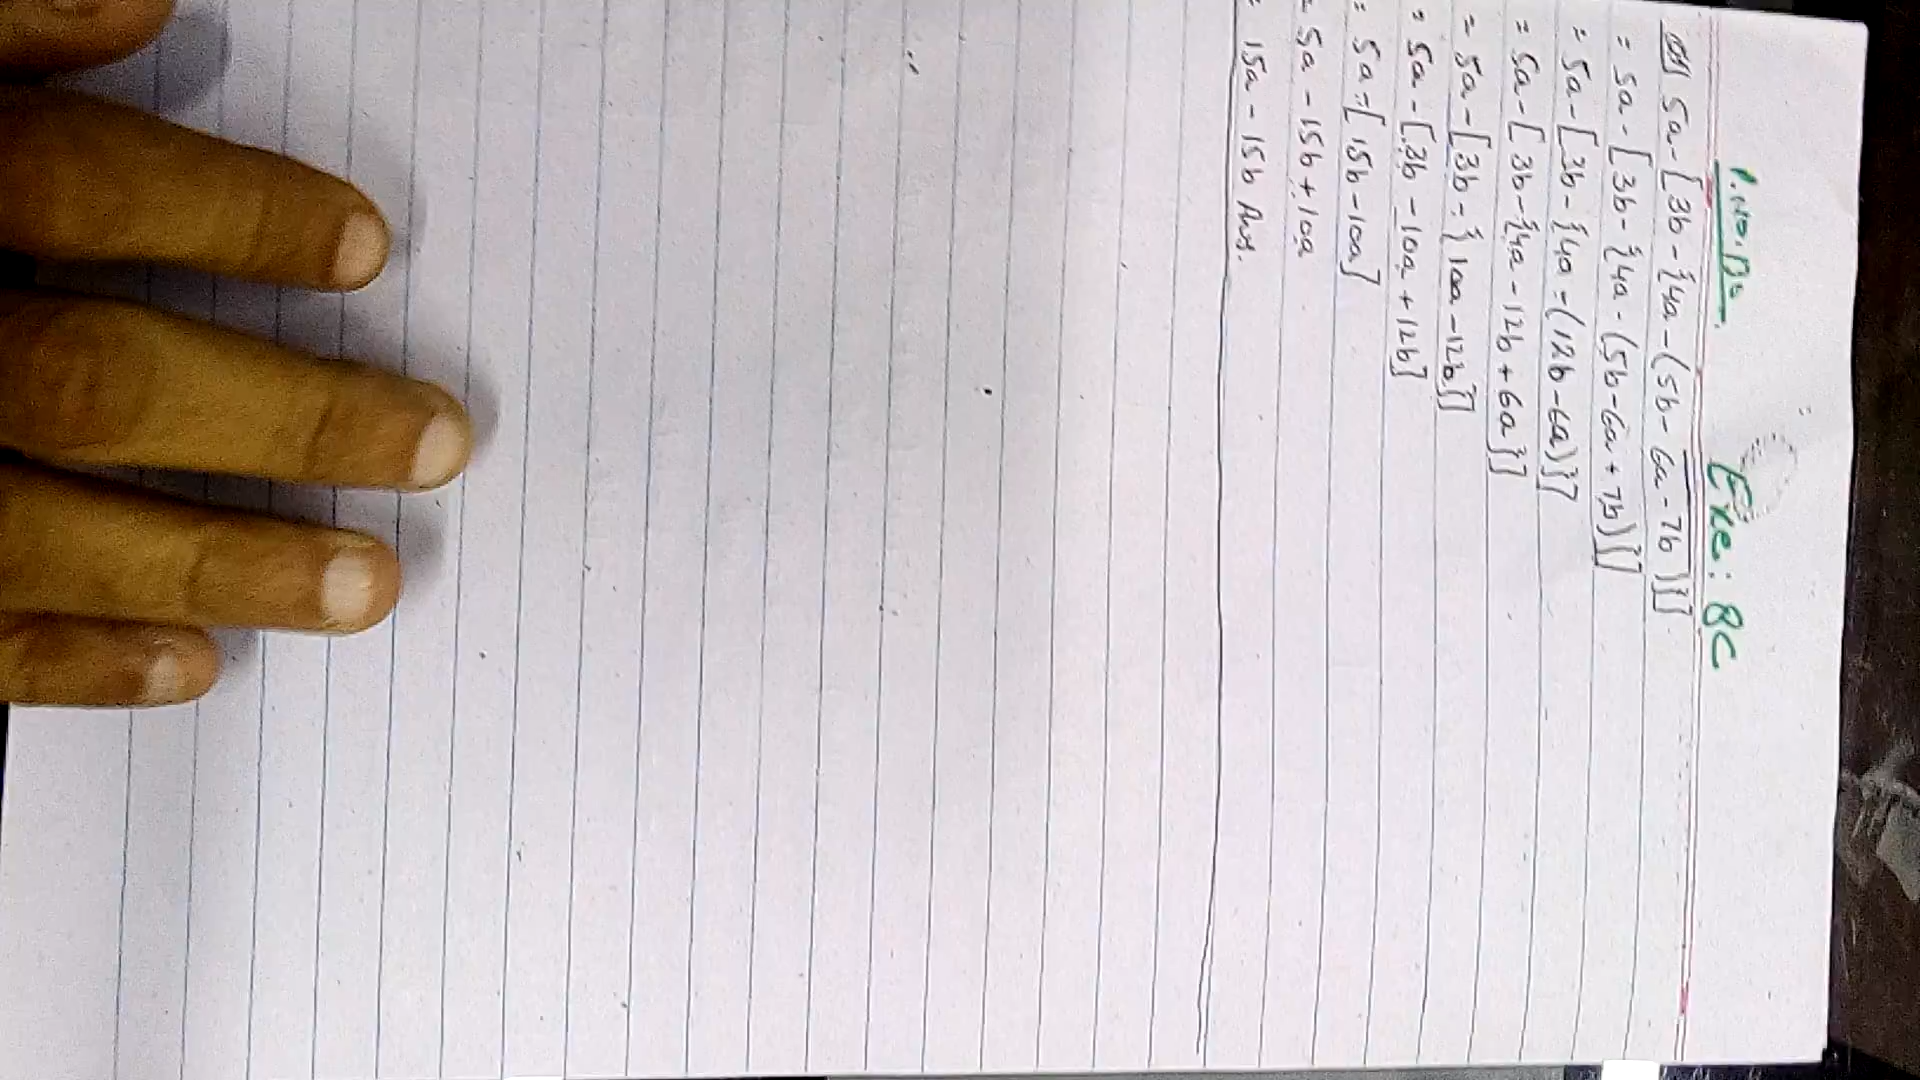 P.No. 130. Exe: 8C
5a-[3b-{4a-(5b-6a-7b)}]
= 5a-[3b-{4a-(5b-6a+7b)}]
= 5a-[3b-{4a-(12b-6a)}]
= 5a-[3b-{4a-12b+6a}]
= 5a-[3b-{10a-12b}]
= 5a-[3b-10a+12b]
= 5a-[15b-10a]
= 5a-15b+10a
= 15a-15b Ans.